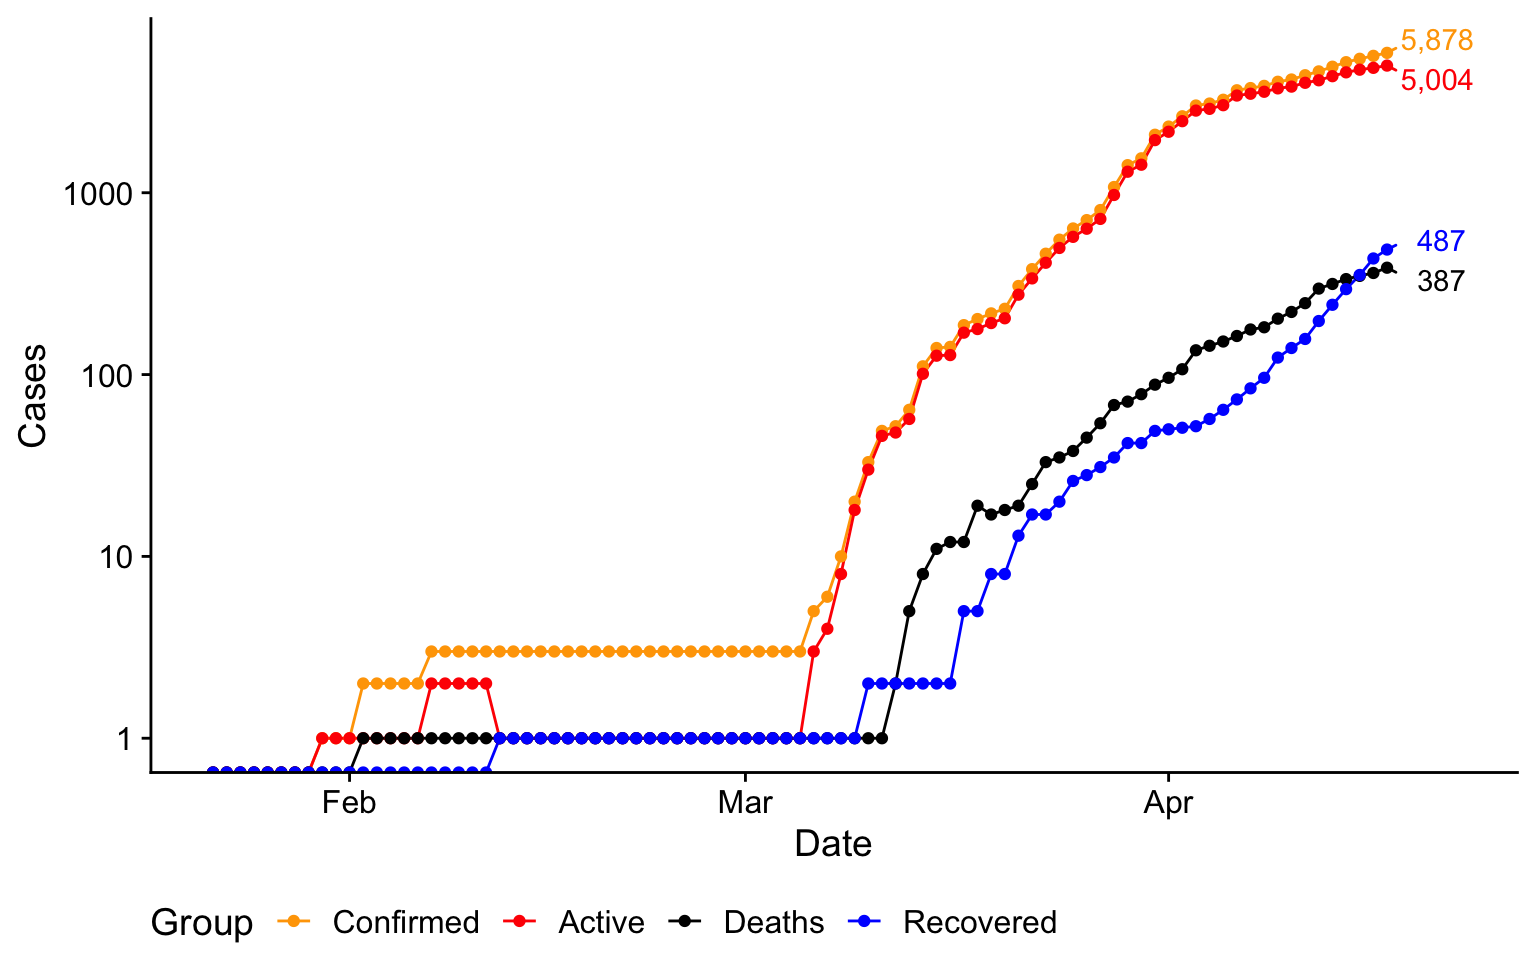 5,878
5,004
1000
487
387
100
Cases
10
1
Feb Mar Apr
Date
Group Confirmed Active Deaths Recovered